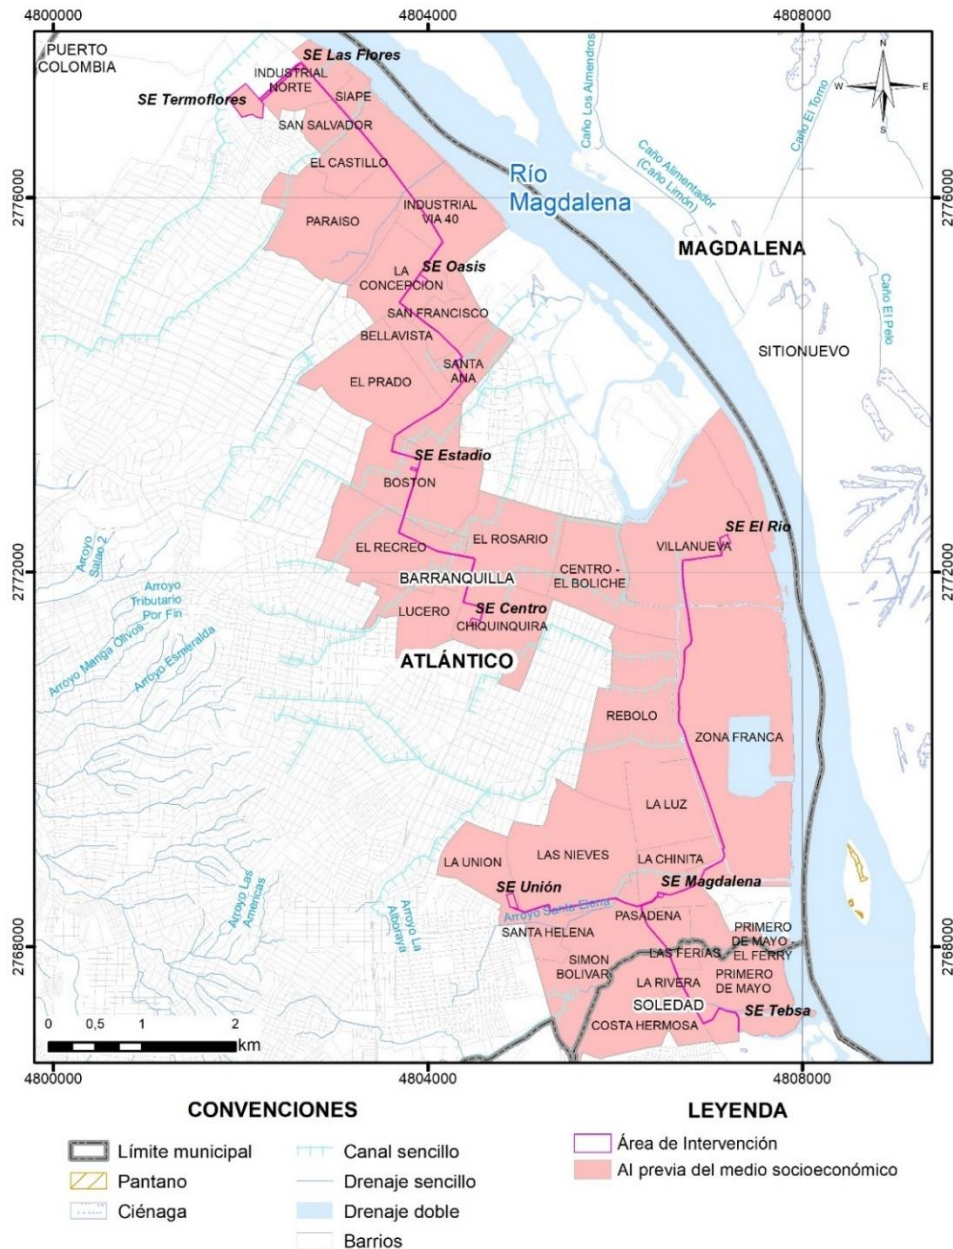 4800000
4804000
4808000
PUERTO
COLOMBIA
SE Las Flores
INDUSTRIAL
NORTE
SE Termoflores
SIAPE
SAN SALVADOR
EL CASTILLO
Caño Los Almendros
Caño El Torno
Caño Alimentador
(Caño Limón)
N
W
E
S
2776000
2776000
Río
Magdalena
PARAISO
INDUSTRIAL
VIA 40
MAGDALENA
SE Oasis
LA
CONCEPCION
Caño El Pelo
SAN FRANCISCO
BELLAVISTA
SITIONUEVO
SANTA
ANA
EL PRADO
SE Estadio
BOSTON
SE El Río
EL ROSARIO
EL RECREO
VILLANUEVA
Arroyo
Salao 2
2772000
2772000
CENTRO -
EL BOLICHE
BARRANQUILLA
Arroyo
Tributario
Por Fin
LUCERO
SE Centro
CHIQUINQUIRA
Arroyo Manga Olivos
Arroyo Esmeralda
ATLÁNTICO
REBOLO
ZONA FRANCA
LA LUZ
LA UNION
LAS NIEVES
LA CHINITA
SE Unión
SE Magdalena
Arroyo Las
Americas
Arroyo La
Alboraya
Arroyo Santa Elena
PASADENA
SANTA HELENA
PRIMERO
DE MAYO -
EL FERRY
2768000
2768000
LAS FERIAS
SIMON
BOLIVAR
LA RIVERA
PRIMERO
DE MAYO
SOLEDAD
SE Tebsa
COSTA HERMOSA
0 0,5 1 2
km
4800000
4804000
4808000
CONVENCIONES
Límite municipal
Pantano
Ciénaga
Canal sencillo
Drenaje sencillo
Drenaje doble
Barrios
LEYENDA
Área de Intervención
AI previa del medio socioeconómico